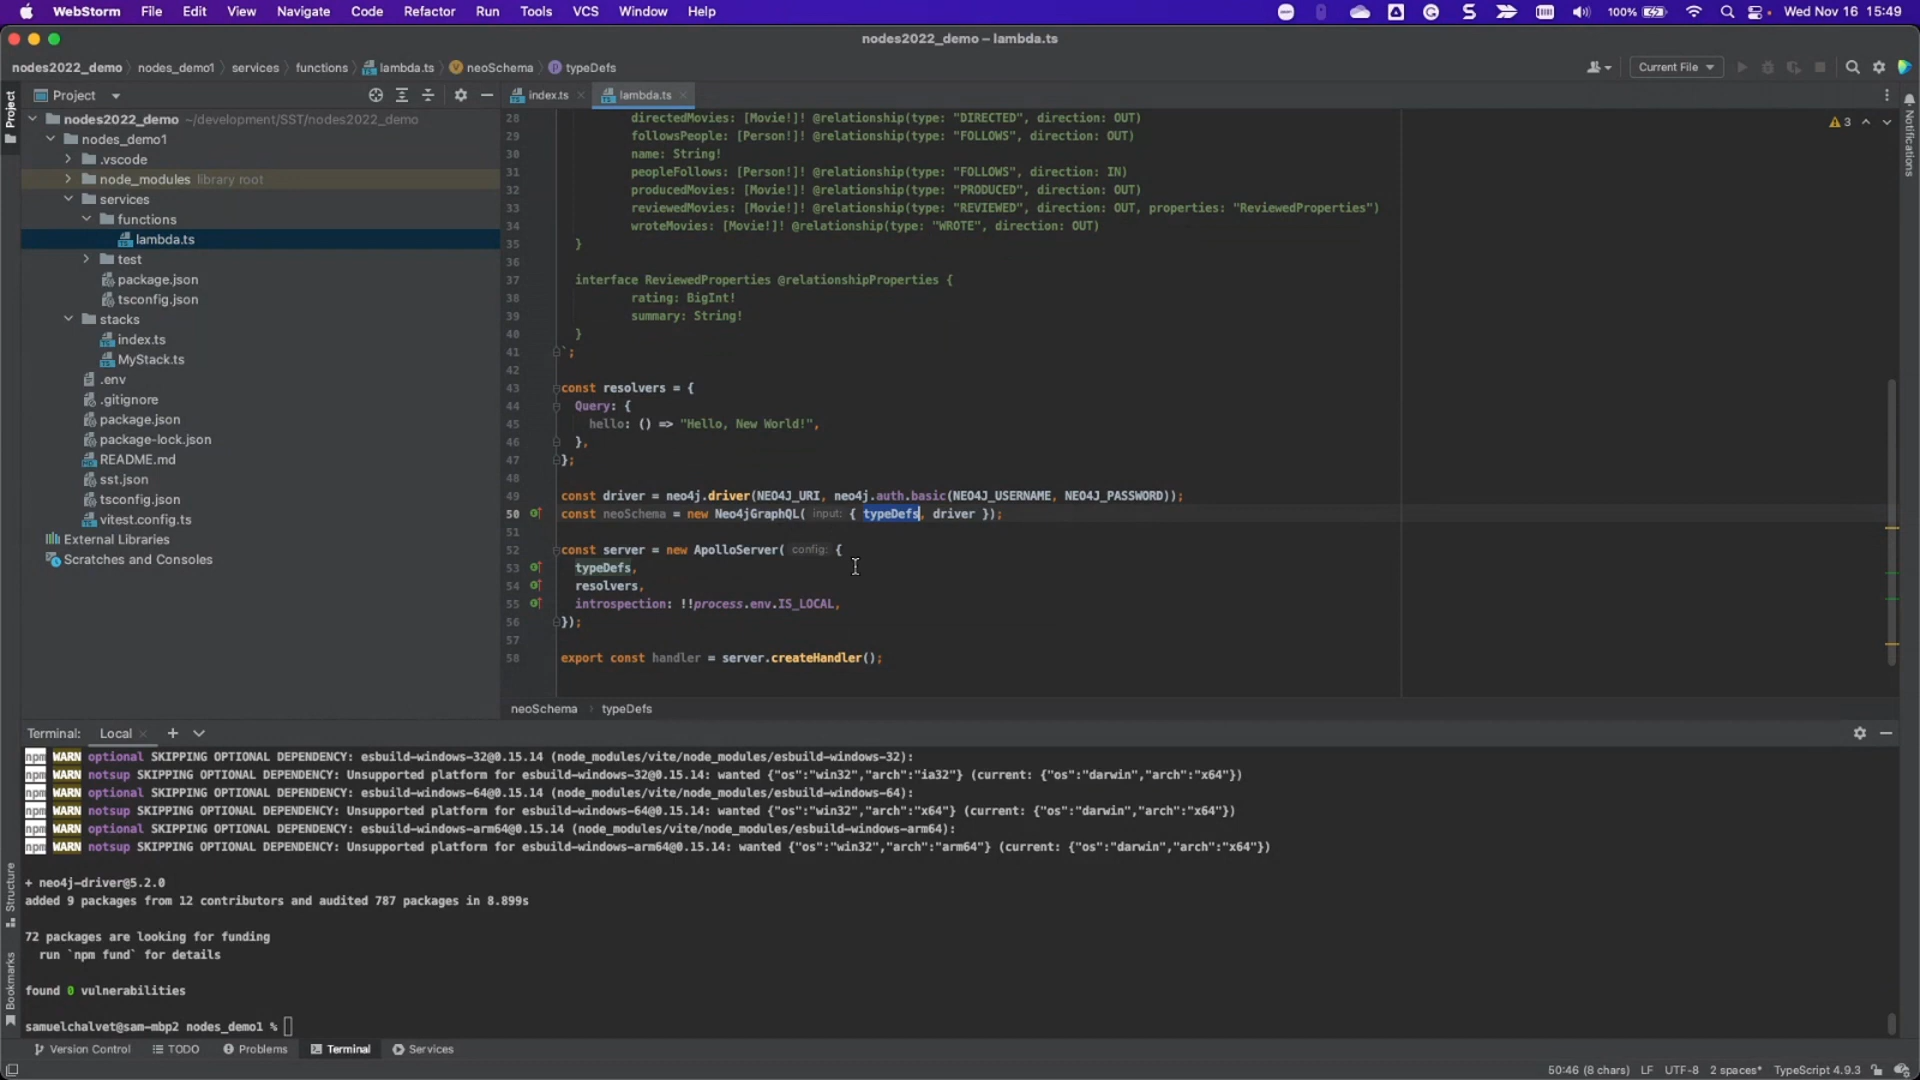 WebStorm File Edit View Navigate Code Refactor Run Tools VCS Window Help 100% Wed Nov 16 15:49
nodes2022_demo – lambda.ts
nodes2022_demo nodes_demo1 services functions lambda.ts neoSchema typeDefs Current File
Project index.ts lambda.ts
Project
Notifications
nodes2022_demo ~/development/SST/nodes2022_demo
nodes_demo1
.vscode
node_modules library root
services
functions
lambda.ts
test
package.json
tsconfig.json
stacks
index.ts
MyStack.ts
.env
.gitignore
package.json
package-lock.json
README.md
sst.json
tsconfig.json
vitest.config.ts
External Libraries
Scratches and Consoles
3
28 directedMovies: [Movie!]! @relationship(type: "DIRECTED", direction: OUT)
29 followsPeople: [Person!]! @relationship(type: "FOLLOWS", direction: OUT)
30 name: String!
31 peopleFollows: [Person!]! @relationship(type: "FOLLOWS", direction: IN)
32 producedMovies: [Movie!]! @relationship(type: "PRODUCED", direction: OUT)
33 reviewedMovies: [Movie!]! @relationship(type: "REVIEWED", direction: OUT, properties: "ReviewedProperties")
34 wroteMovies: [Movie!]! @relationship(type: "WROTE", direction: OUT)
35 }
36
37 interface ReviewedProperties @relationshipProperties {
38 rating: BigInt!
39 summary: String!
40 }
41 `;
42
43 const resolvers = {
44 Query: {
45 hello: () => "Hello, New World!",
46 },
47 };
48
49 const driver = neo4j.driver(NEO4J_URI, neo4j.auth.basic(NEO4J_USERNAME, NEO4J_PASSWORD));
50 const neoSchema = new Neo4jGraphQL( input: { typeDefs, driver });
51
52 const server = new ApolloServer( config: {
53 typeDefs,
54 resolvers,
55 introspection: !!process.env.IS_LOCAL,
56 });
57
58 export const handler = server.createHandler();
neoSchema typeDefs
Terminal: Local
npm WARN optional SKIPPING OPTIONAL DEPENDENCY: esbuild-windows-32@0.15.14 (node_modules/vite/node_modules/esbuild-windows-32):
npm WARN notsup SKIPPING OPTIONAL DEPENDENCY: Unsupported platform for esbuild-windows-32@0.15.14: wanted {"os":"win32","arch":"ia32"} (current: {"os":"darwin","arch":"x64"})
npm WARN optional SKIPPING OPTIONAL DEPENDENCY: esbuild-windows-64@0.15.14 (node_modules/vite/node_modules/esbuild-windows-64):
npm WARN notsup SKIPPING OPTIONAL DEPENDENCY: Unsupported platform for esbuild-windows-64@0.15.14: wanted {"os":"win32","arch":"x64"} (current: {"os":"darwin","arch":"x64"})
npm WARN optional SKIPPING OPTIONAL DEPENDENCY: esbuild-windows-arm64@0.15.14 (node_modules/vite/node_modules/esbuild-windows-arm64):
npm WARN notsup SKIPPING OPTIONAL DEPENDENCY: Unsupported platform for esbuild-windows-arm64@0.15.14: wanted {"os":"win32","arch":"arm64"} (current: {"os":"darwin","arch":"x64"})
+ neo4j-driver@5.2.0
added 9 packages from 12 contributors and audited 787 packages in 8.899s
72 packages are looking for funding
run `npm fund` for details
found 0 vulnerabilities
samuelchalvet@sam-mbp2 nodes_demo1 %
Structure
Bookmarks
Version Control TODO Problems Terminal Services
50:46 (8 chars) LF UTF-8 2 spaces* TypeScript 4.9.3